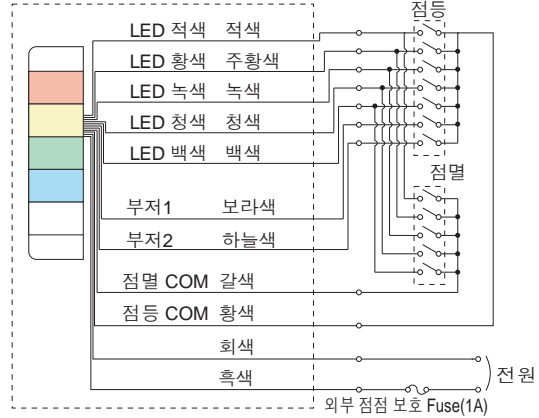 점등
LED 적색 적색
LED 황색 주황색
LED 녹색 녹색
LED 청색 청색
LED 백색 백색
점멸
부저1 보라색
부저2 하늘색
점멸 COM 갈색
점등 COM 황색
회색
흑색
전원
외부 접점 보호 Fuse(1A)